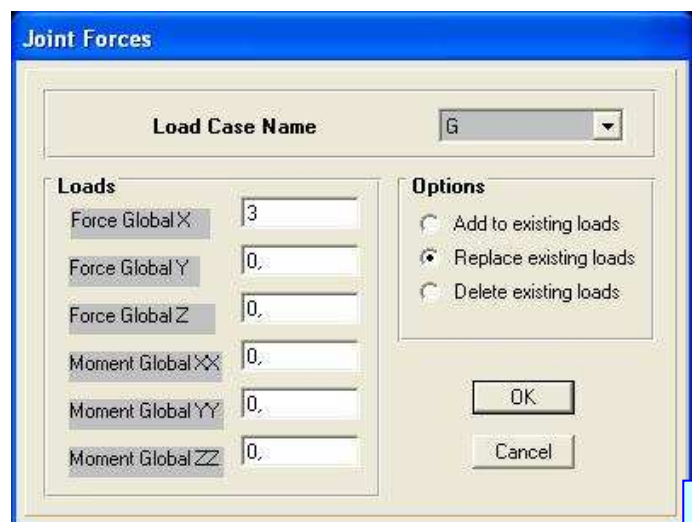 Joint Forces
Load Case Name
G
Loads
Force Global X
3
Force Global Y
0,
Force Global Z
0,
Moment Global XX
0,
Moment Global YY
0,
Moment Global ZZ
0,
Options
Add to existing loads
Replace existing loads
Delete existing loads
OK
Cancel